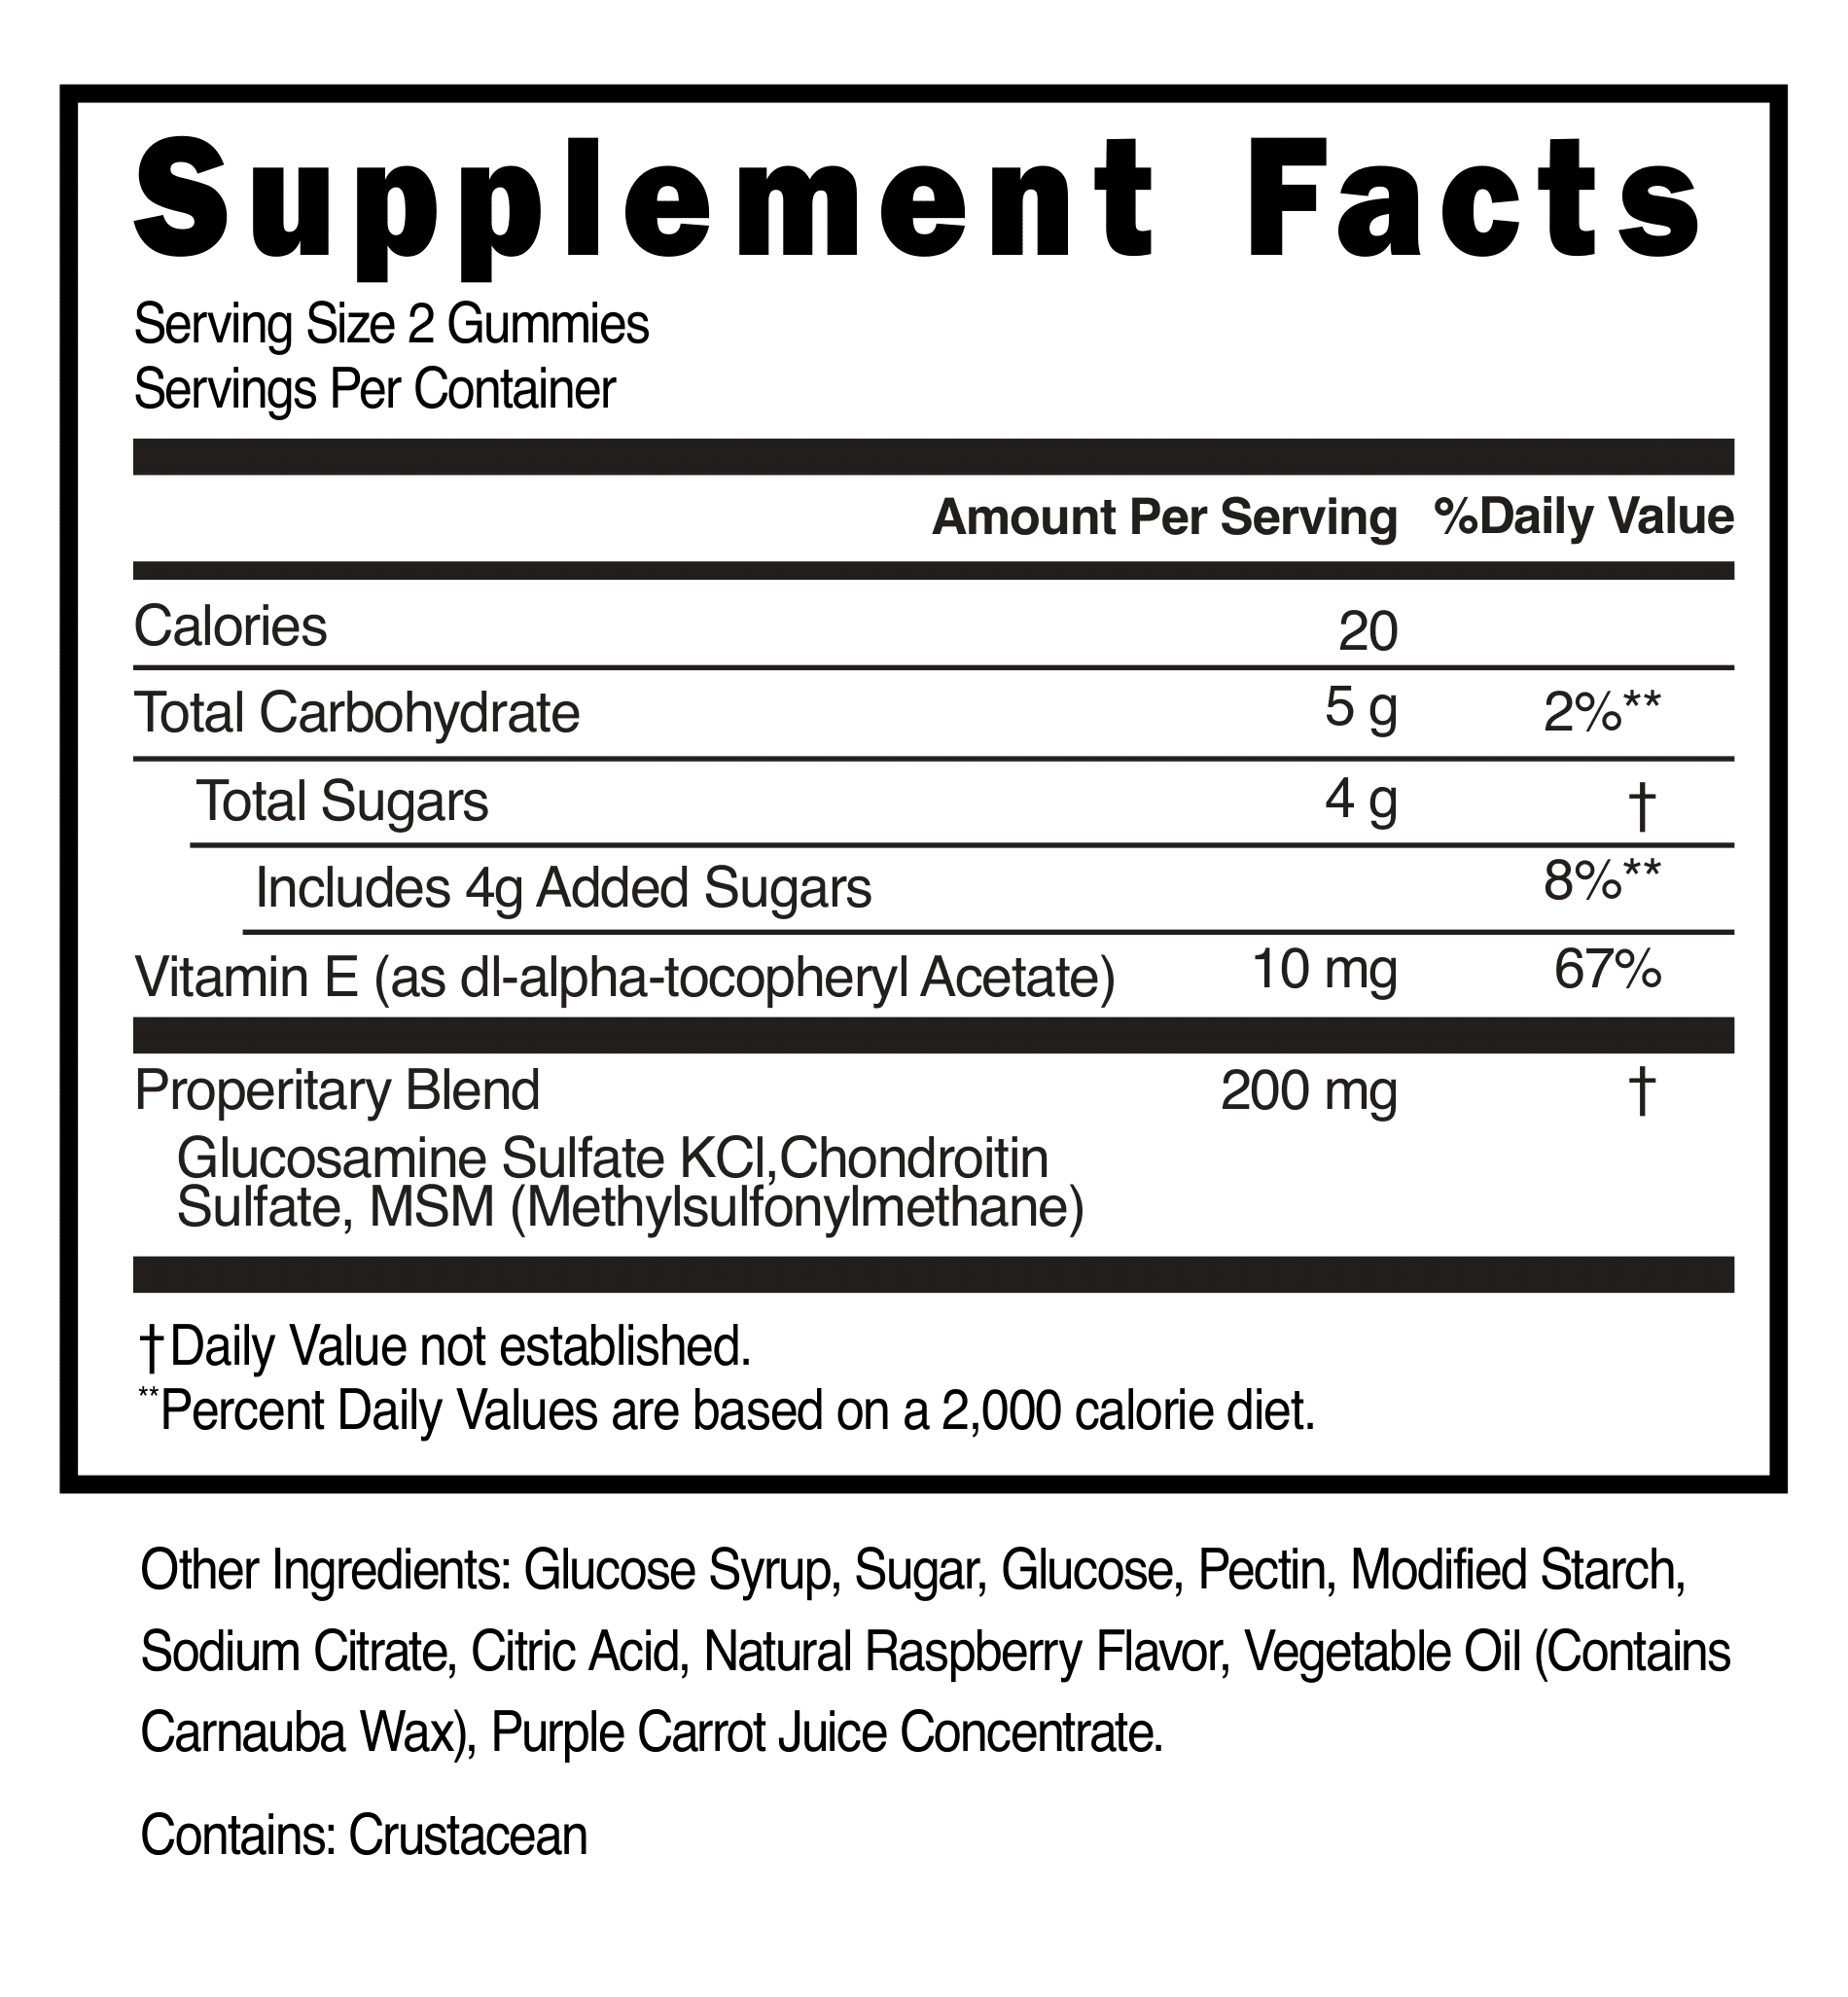 Supplement Facts
Serving Size 2 Gummies
Servings Per Container
Amount Per Serving %Daily Value
Calories 20
Total Carbohydrate 5 g 2%**
Total Sugars 4 g †
Includes 4g Added Sugars 8%**
Vitamin E (as dl-alpha-tocopheryl Acetate) 10 mg 67%
Properitary Blend 200 mg †
Glucosamine Sulfate KCl,Chondroitin
Sulfate, MSM (Methylsulfonylmethane)
†Daily Value not established.
**Percent Daily Values are based on a 2,000 calorie diet.
Other Ingredients: Glucose Syrup, Sugar, Glucose, Pectin, Modified Starch,
Sodium Citrate, Citric Acid, Natural Raspberry Flavor, Vegetable Oil (Contains
Carnauba Wax), Purple Carrot Juice Concentrate.
Contains: Crustacean